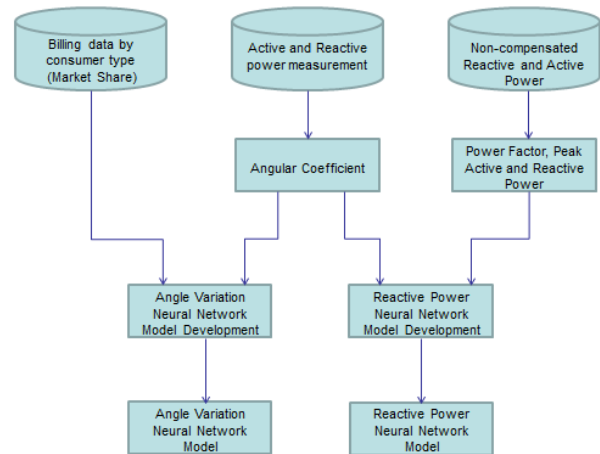 Billing data by
consumer type
(Market Share)
Active and Reactive
power measurement
Non-compensated
Reactive and Active
Power
Angular Coefficient
Power Factor, Peak
Active and Reactive
Power
Angle Variation
Neural Network
Model Development
Reactive Power
Neural Network
Model Development
Angle Variation
Neural Network
Model
Reactive Power
Neural Network
Model